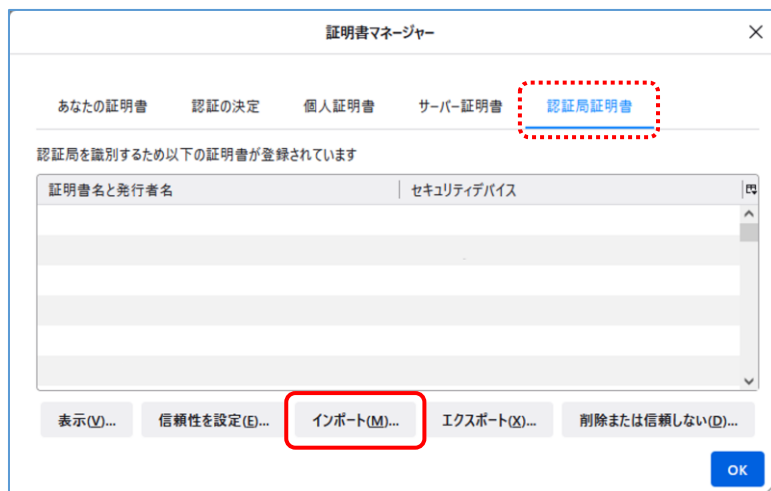 証明書マネージャー
あなたの証明書 認証の決定 個人証明書 サーバー証明書 認証局証明書
認証局を識別するため以下の証明書が登録されています
証明書名と発行者名 セキュリティデバイス
表示(V)... 信頼性を設定(E)... インポート(M)... エクスポート(X)... 削除または信頼しない(D)...
OK